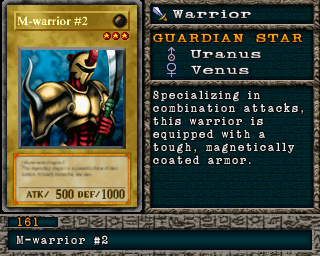 M-warrior #2
ATK/ 500 DEF/1000
Warrior
GUARDIAN STAR
Uranus
Venus
Specializing in
combination attacks,
this warrior is
equipped with a
tough, magnetically
coated armor.
161
M-warrior #2